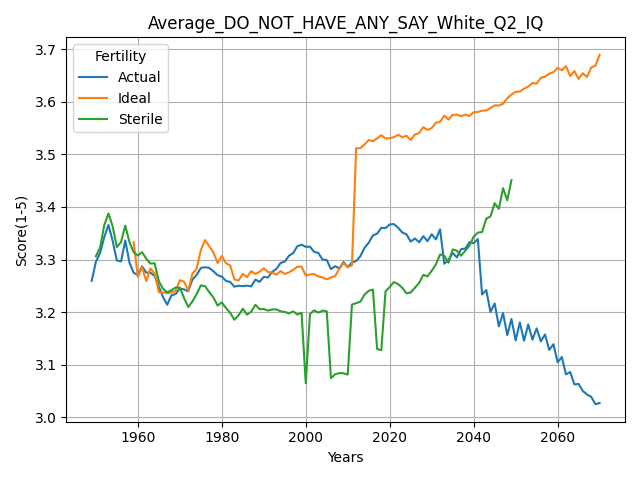 Average_DO_NOT_HAVE_ANY_SAY_White_Q2_IQ
Fertility
Actual
Ideal
Sterile
Score(1-5)
3.7
3.6
3.5
3.4
3.3
3.2
3.1
3.0
1960 1980 2000 2020 2040 2060
Years